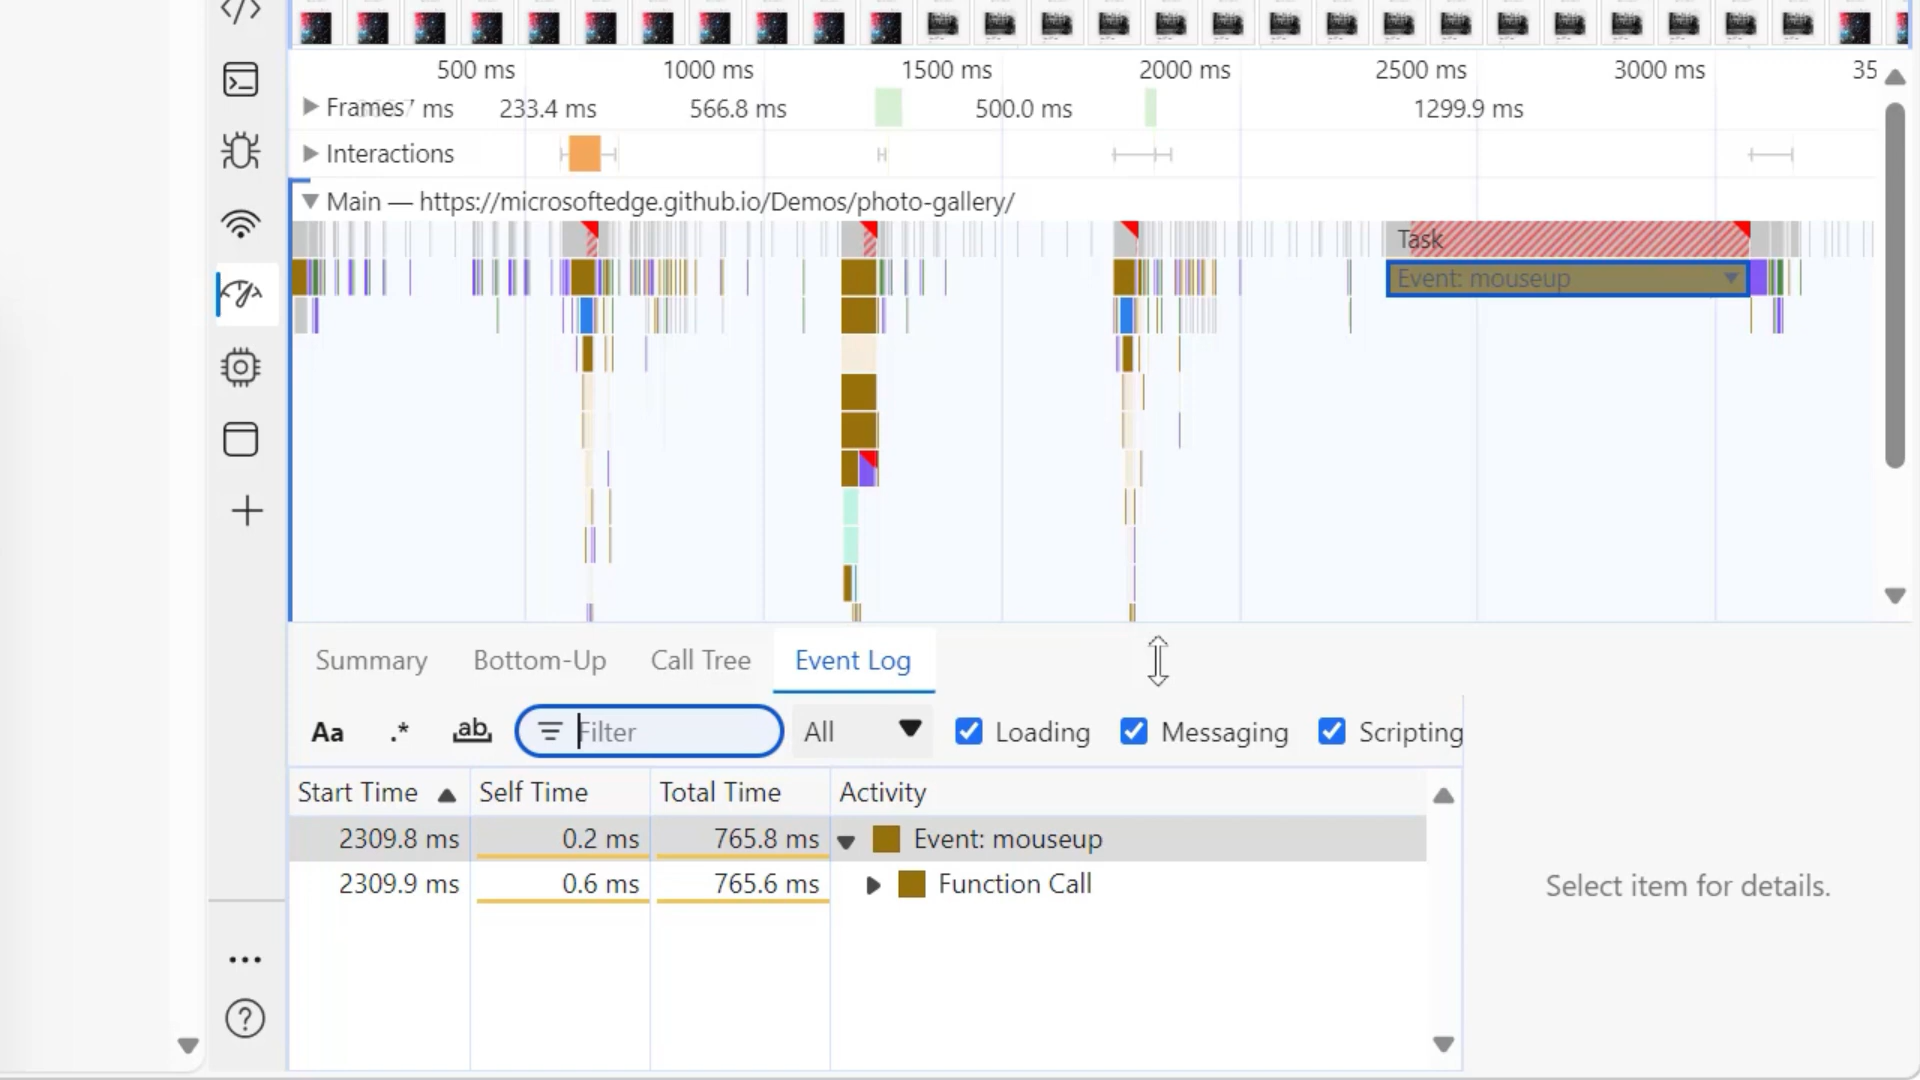 500 ms 1000 ms 1500 ms 2000 ms 2500 ms 3000 ms 35
Frames ms 233.4 ms 566.8 ms 500.0 ms 1299.9 ms
Interactions
Main — https://microsoftedge.github.io/Demos/photo-gallery/
Task
Event: mouseup
Summary Bottom-Up Call Tree Event Log
Aa .* ab Filter All Loading Messaging Scripting
Start Time Self Time Total Time Activity
2309.8 ms 0.2 ms 765.8 ms Event: mouseup
2309.9 ms 0.6 ms 765.6 ms Function Call
Select item for details.